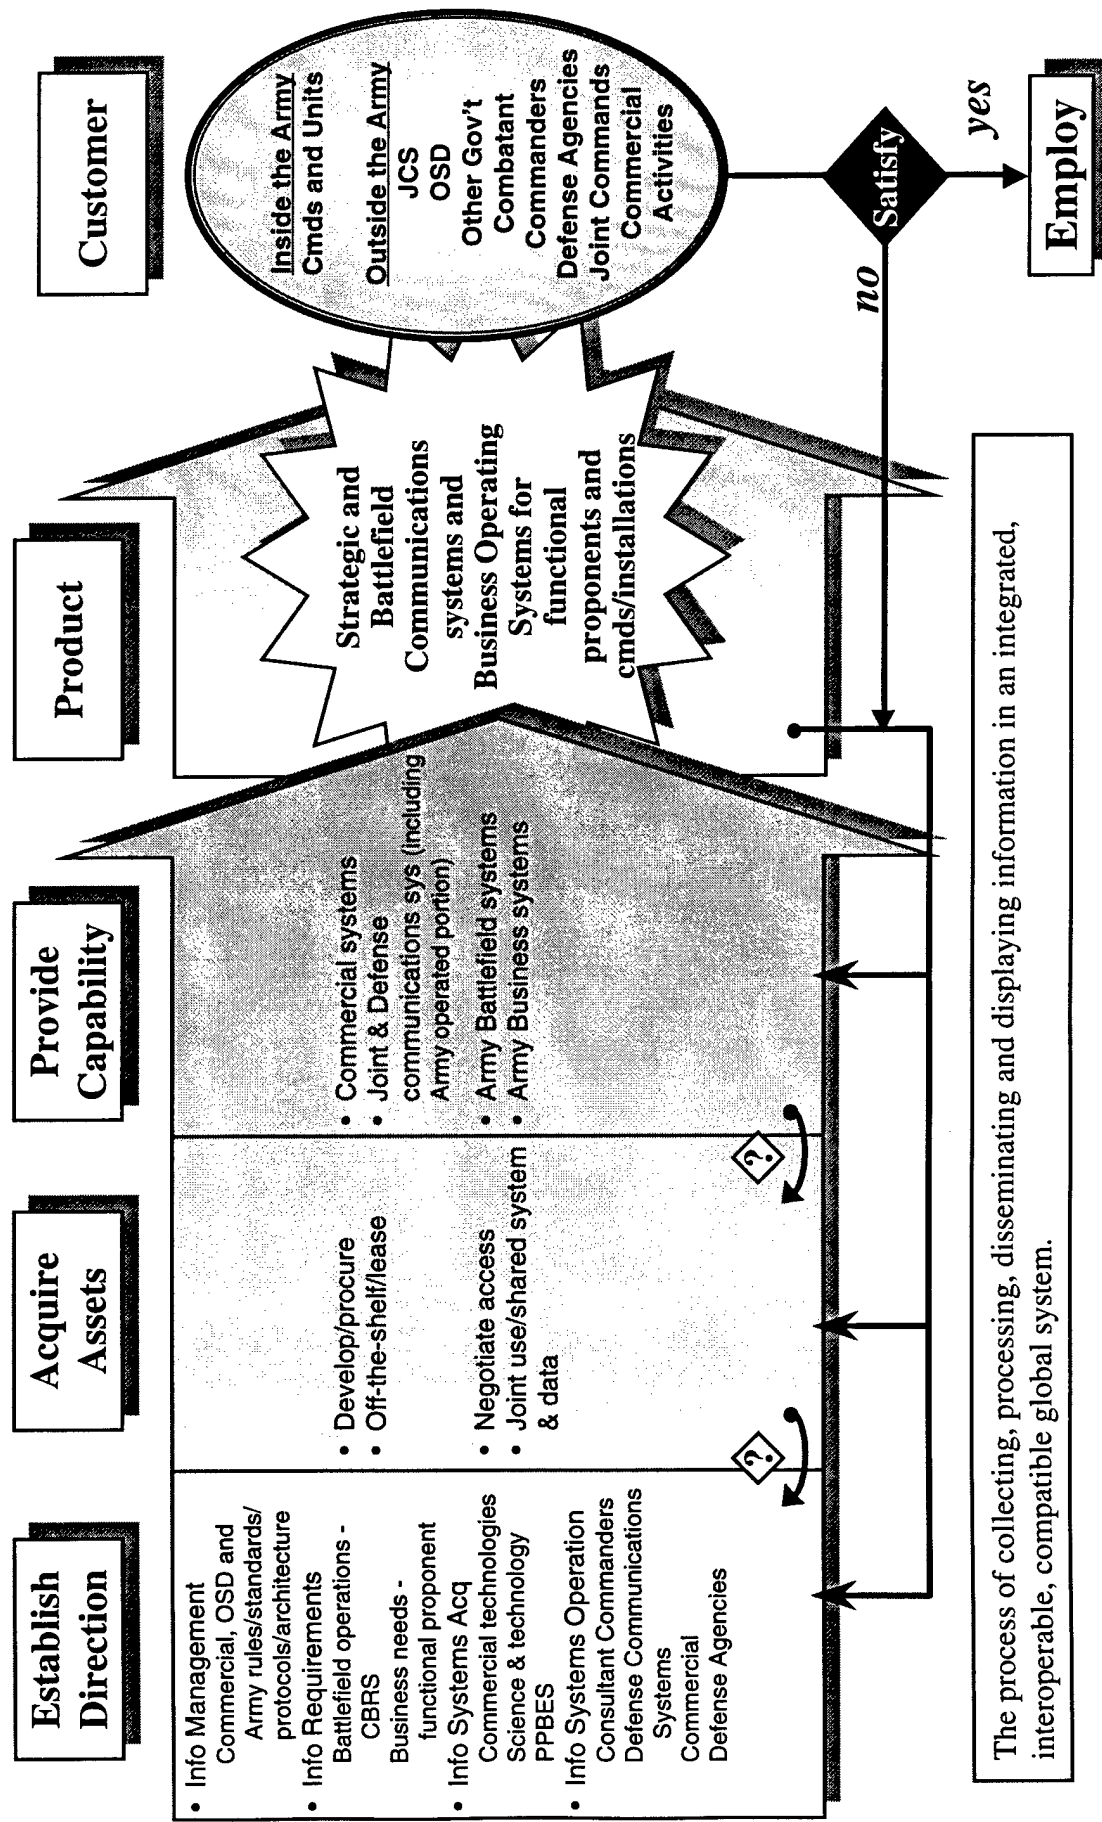 Establish
Direction
Acquire
Assets
Provide
Capability
Product
Customer
• Info Management
Commercial, OSD and
Army rules/standards/
protocols/architecture
• Info Requirements
Battlefield operations -
CBRS
Business needs -
functional proponent
• Info Systems Acq
Commercial technologies
Science & technology
PPBES
• Info Systems Operation
Consultant Commanders
Defense Communications
Systems
Commercial
Defense Agencies
?
• Develop/procure
• Off-the-shelf/lease
• Negotiate access
• Joint use/shared system
& data
?
• Commercial systems
• Joint & Defense
communications sys (including
Army operated portion)
• Army Battlefield systems
• Army Business systems
Strategic and
Battlefield
Communications
systems and
Business Operating
Systems for
functional
proponents and
cmds/installations
Inside the Army
Cmds and Units
Outside the Army
JCS
OSD
Other Gov't
Combatant
Commanders
Defense Agencies
Joint Commands
Commercial
Activities
Satisfy
no
yes
Employ
The process of collecting, processing, disseminating and displaying information in an integrated,
interoperable, compatible global system.